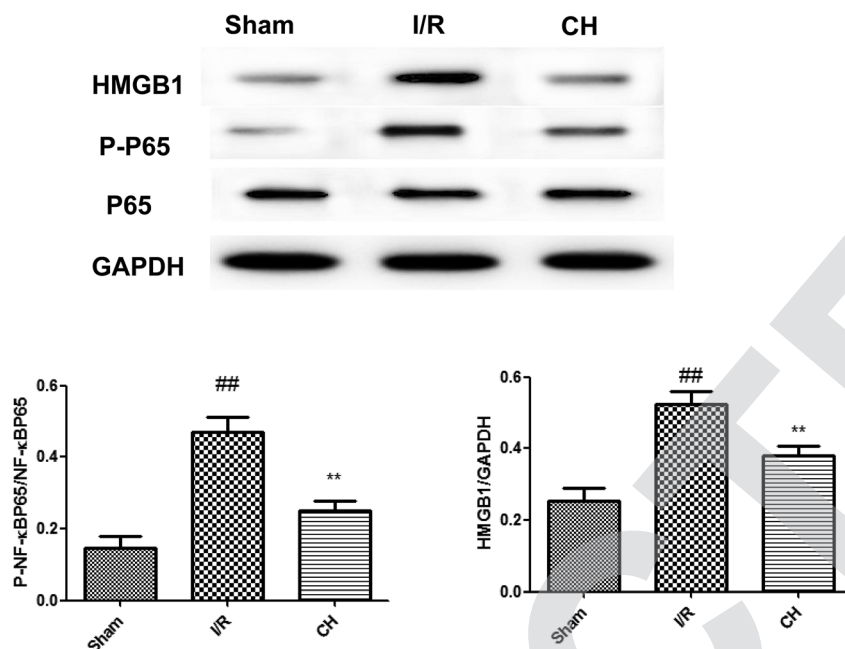 Sham I/R CH
HMGB1
P-P65
P65
GAPDH
P-NF-κBP65/NF-κBP65
0.6
0.4
0.2
0.0
##
**
Sham I/R CH
HMGB1/GAPDH
0.6
0.4
0.2
0.0
##
**
Sham I/R CH